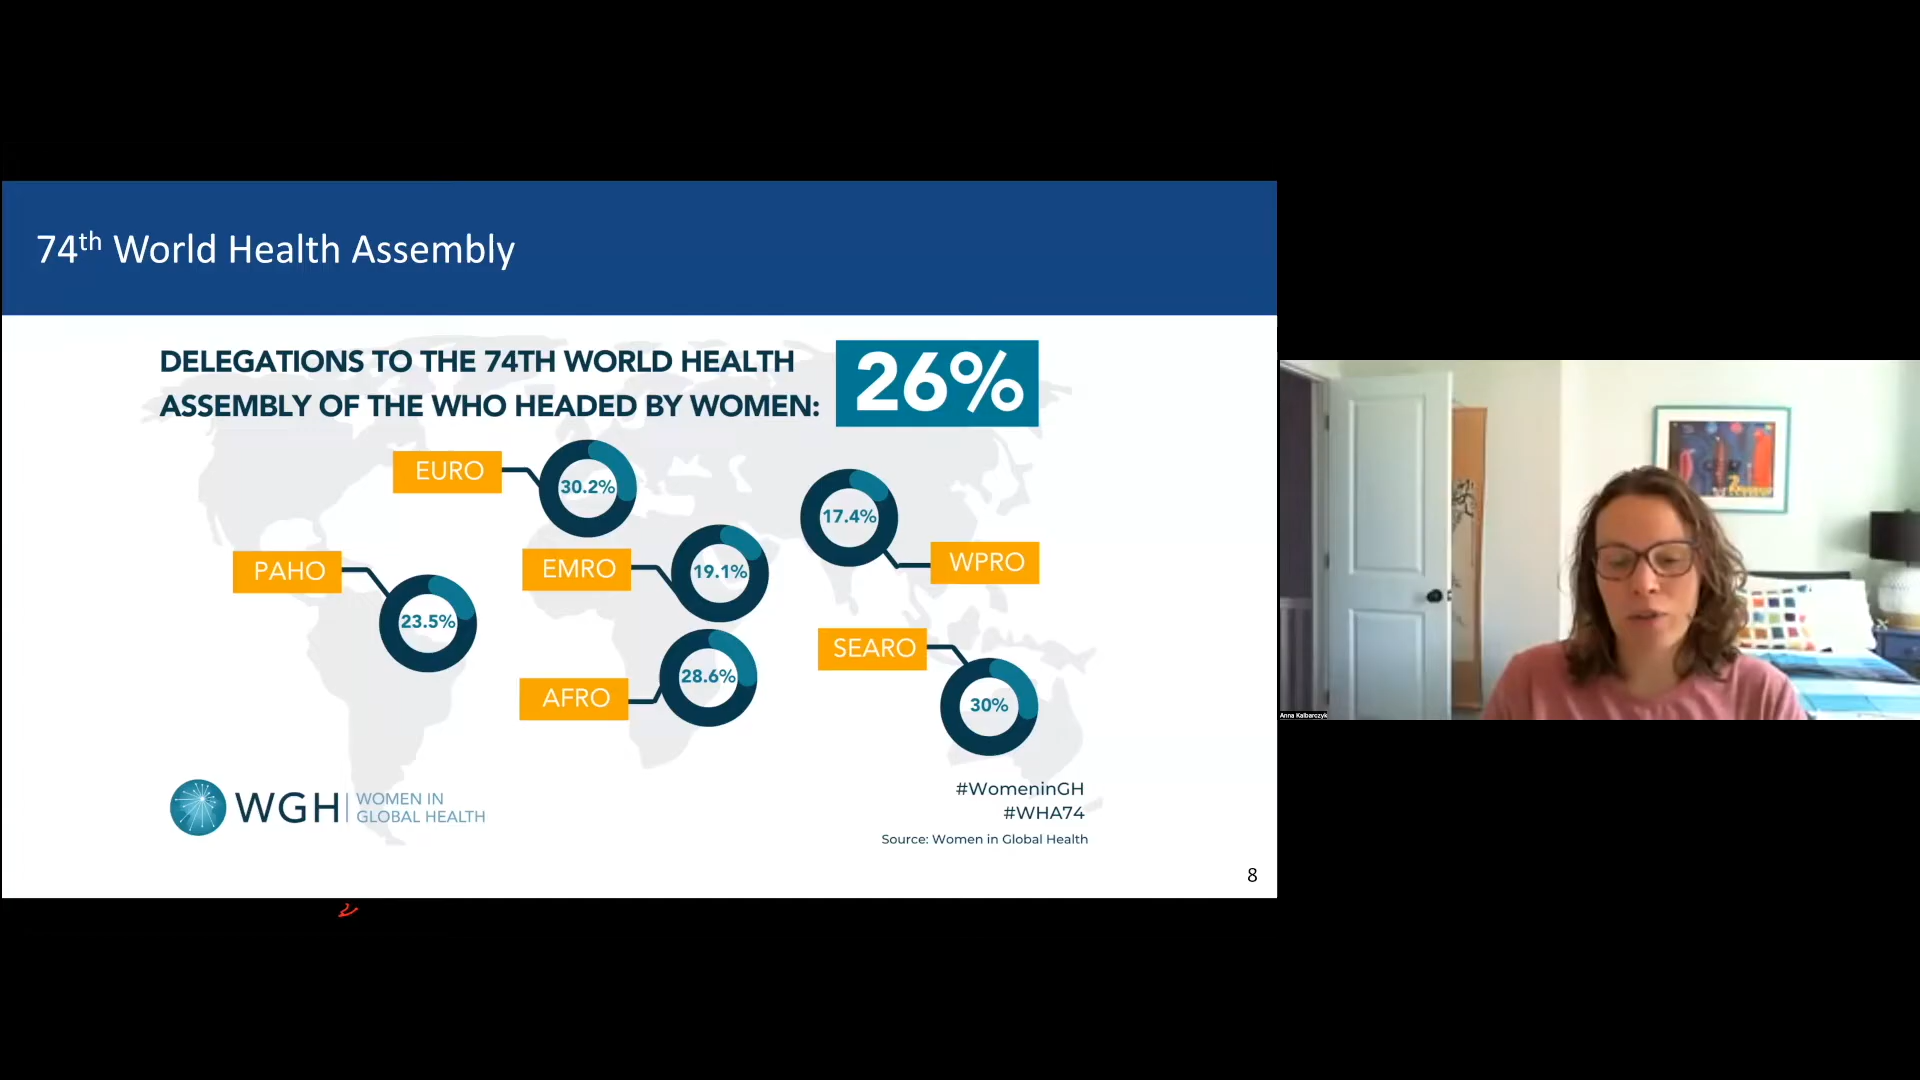 74th World Health Assembly
DELEGATIONS TO THE 74TH WORLD HEALTH
ASSEMBLY OF THE WHO HEADED BY WOMEN:
26%
EURO
30.2%
17.4%
WPRO
EMRO
19.1%
PAHO
23.5%
SEARO
30%
AFRO
28.6%
WGH
WOMEN IN
GLOBAL HEALTH
#WomeninGH
#WHA74
Source: Women in Global Health
8
Anna Kalbarczyk